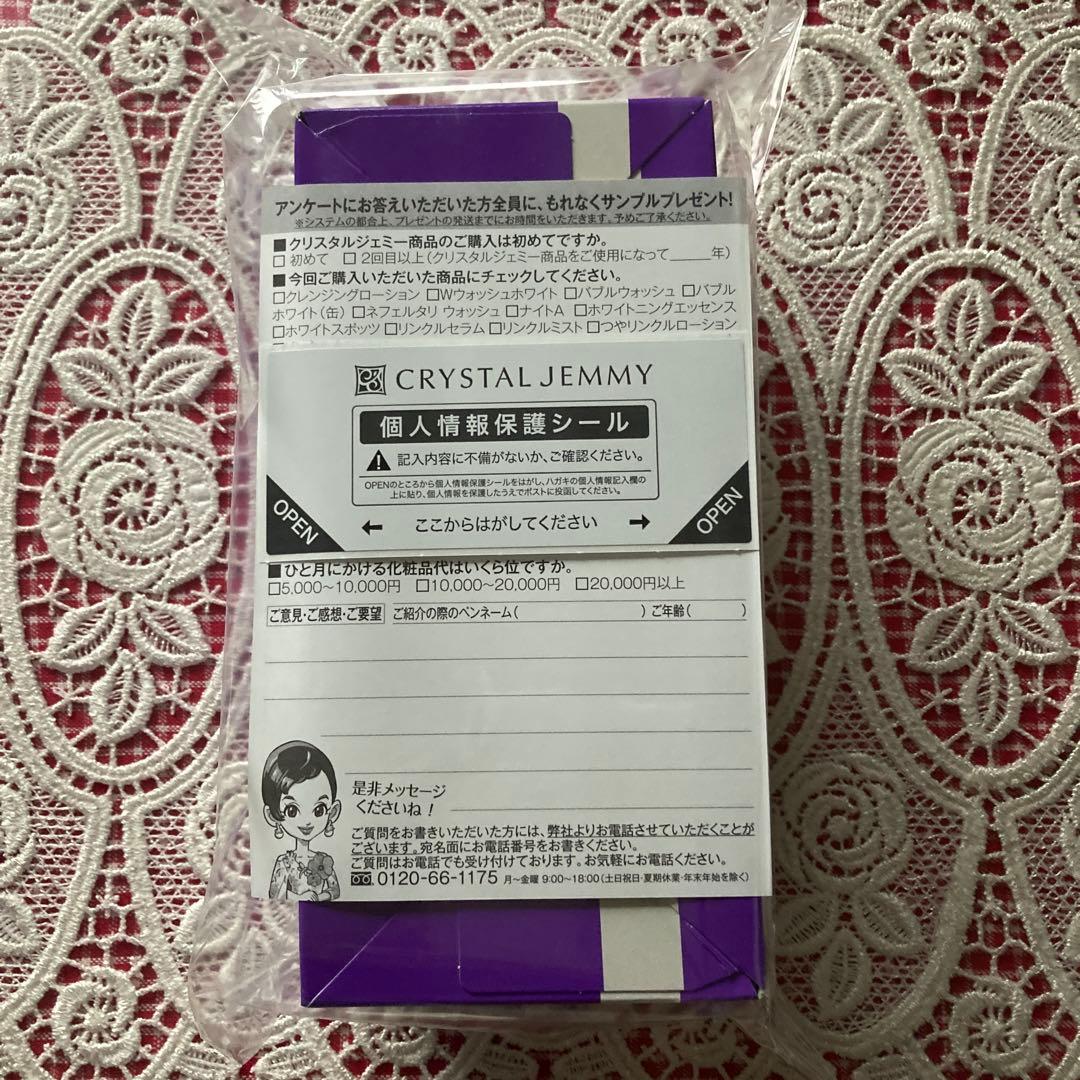 アンケートにお答えいただいた方全員に、もれなくサンプルプレゼント!
※システムの都合上、プレゼントの発送までにお時間をいただきます。予めご了承ください。
■クリスタルジェミー商品のご購入は初めてですか。
□初めて □2回目以上(クリスタルジェミー商品をご使用になって______年)
■今回ご購入いただいた商品にチェックしてください。
□クレンジングローション □Wウォッシュホワイト □バブルウォッシュ □バブル
ホワイト(缶) □ネフェルタリ ウォッシュ □ナイトA □ホワイトニングエッセンス
□ホワイトスポッツ □リンクルセラム □リンクルミスト □つやリンクルローション
CRYSTAL JEMMY
個人情報保護シール
記入内容に不備がないか、ご確認ください。
OPENのところから個人情報保護シールをはがし、ハガキの個人情報記入欄の
上に貼り、個人情報を保護したうえでポストに投函してください。
OPEN ← ここからはがしてください → OPEN
■ひと月にかける化粧品代はいくら位ですか。
□5,000~10,000円 □10,000~20,000円 □20,000円以上
ご意見・ご感想・ご要望 ご紹介の際のペンネーム( ) ご年齢( )
是非メッセージ
くださいね!
ご質問をお書きいただいた方には、弊社よりお電話させていただくことが
ございます。宛名面にお電話番号をお書きください。
ご質問はお電話でも受け付けております。お気軽にお電話ください。
0120-66-1175 月~金曜 9:00~18:00(土日祝日・夏期休業・年末年始を除く)